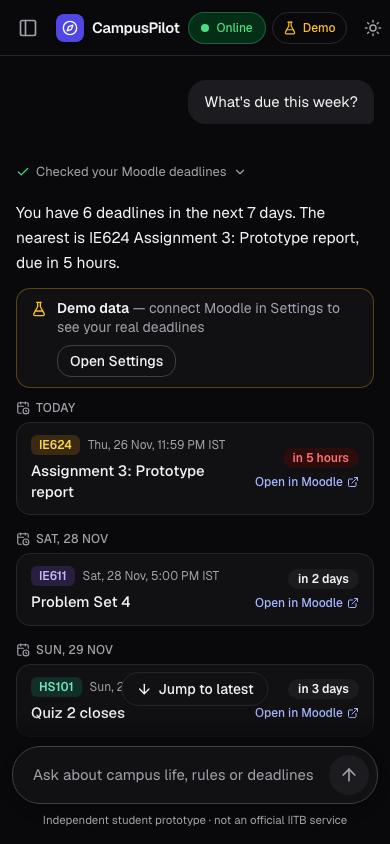 CampusPilot
Online
Demo
What's due this week?
Checked your Moodle deadlines
You have 6 deadlines in the next 7 days. The
nearest is IE624 Assignment 3: Prototype report,
due in 5 hours.
Demo data — connect Moodle in Settings to
see your real deadlines
Open Settings
TODAY
IE624 Thu, 26 Nov, 11:59 PM IST
in 5 hours
Assignment 3: Prototype
report
Open in Moodle
SAT, 28 NOV
IE611 Sat, 28 Nov, 5:00 PM IST
in 2 days
Problem Set 4
Open in Moodle
SUN, 29 NOV
HS101 Sun, 2
in 3 days
Jump to latest
Quiz 2 closes
Open in Moodle
Ask about campus life, rules or deadlines
Independent student prototype · not an official IITB service